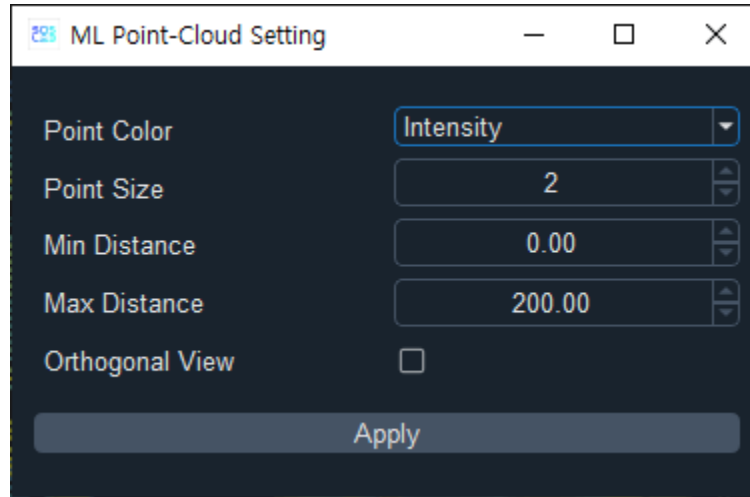 ML Point-Cloud Setting
Point Color Intensity
Point Size 2
Min Distance 0.00
Max Distance 200.00
Orthogonal View
Apply